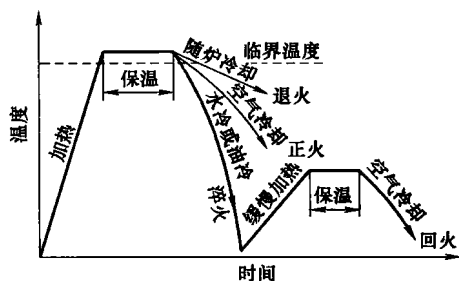 随炉冷却
临界温度
保温
退火
空气冷却
水冷或油冷
温度
加热
正火
淬火
缓慢加热
空气冷却
保温
回火
时间